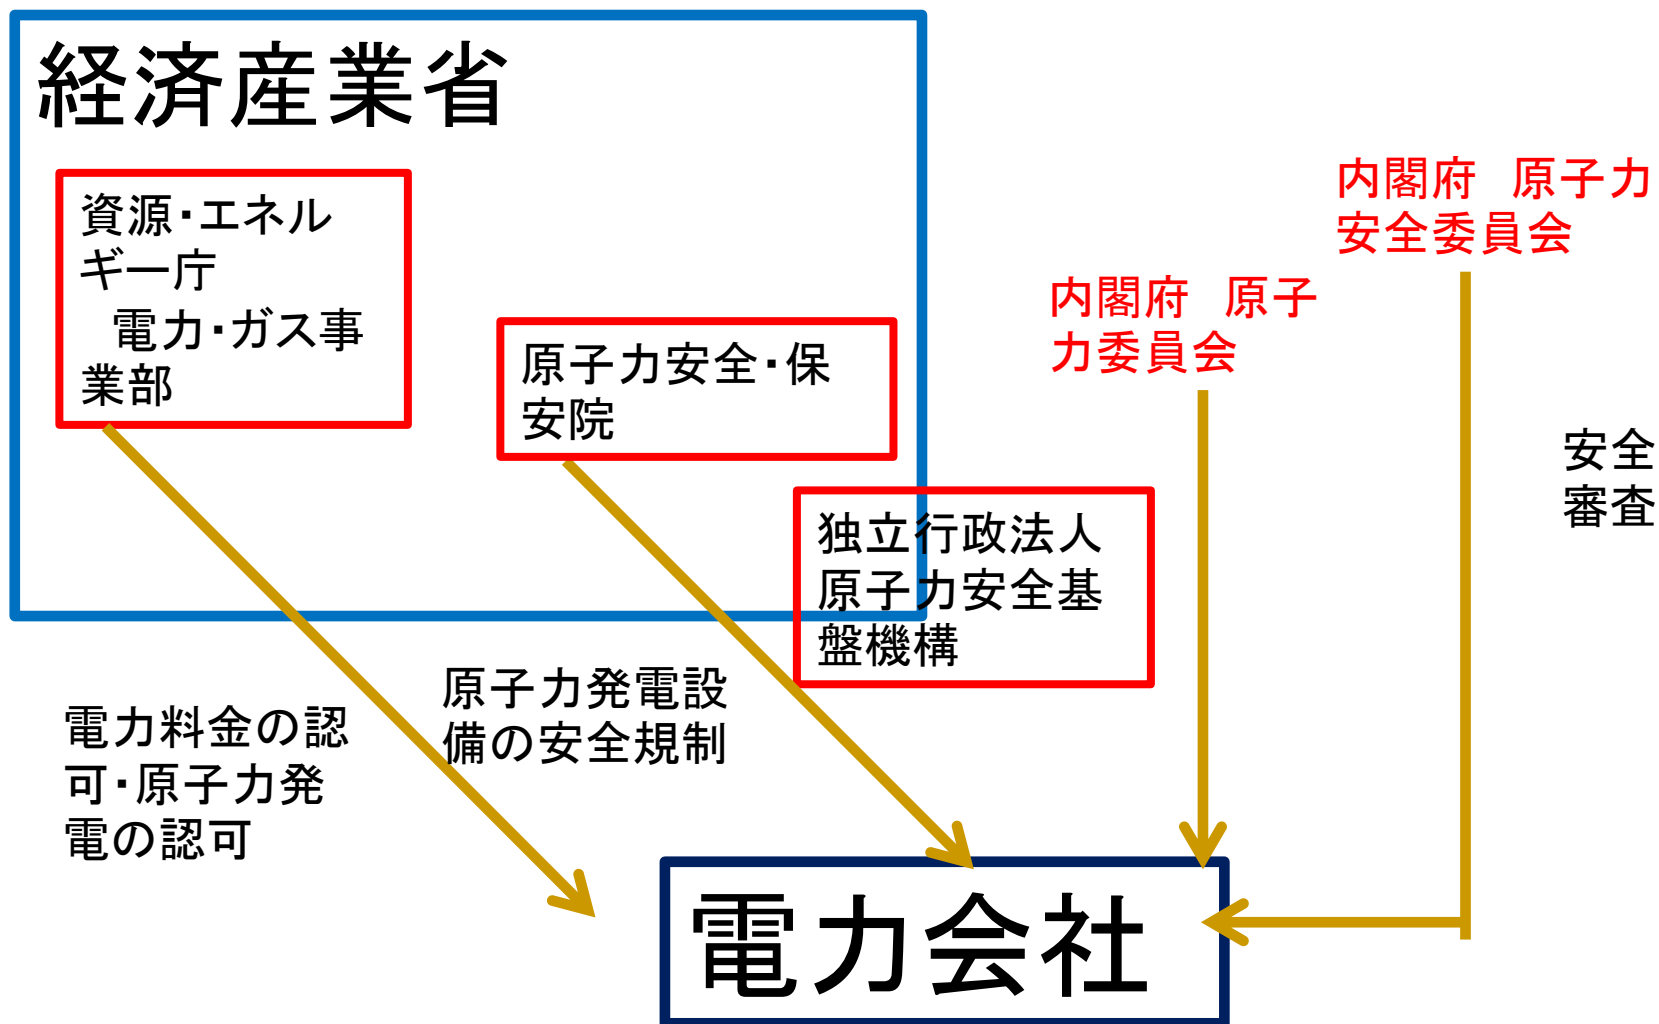 経済産業省
資源・エネル
ギー庁
　電力・ガス事
業部
原子力安全・保
安院
独立行政法人
原子力安全基
盤機構
内閣府　原子
力委員会
内閣府　原子力
安全委員会
安全
審査
電力料金の認
可・原子力発
電の認可
原子力発電設
備の安全規制
電力会社